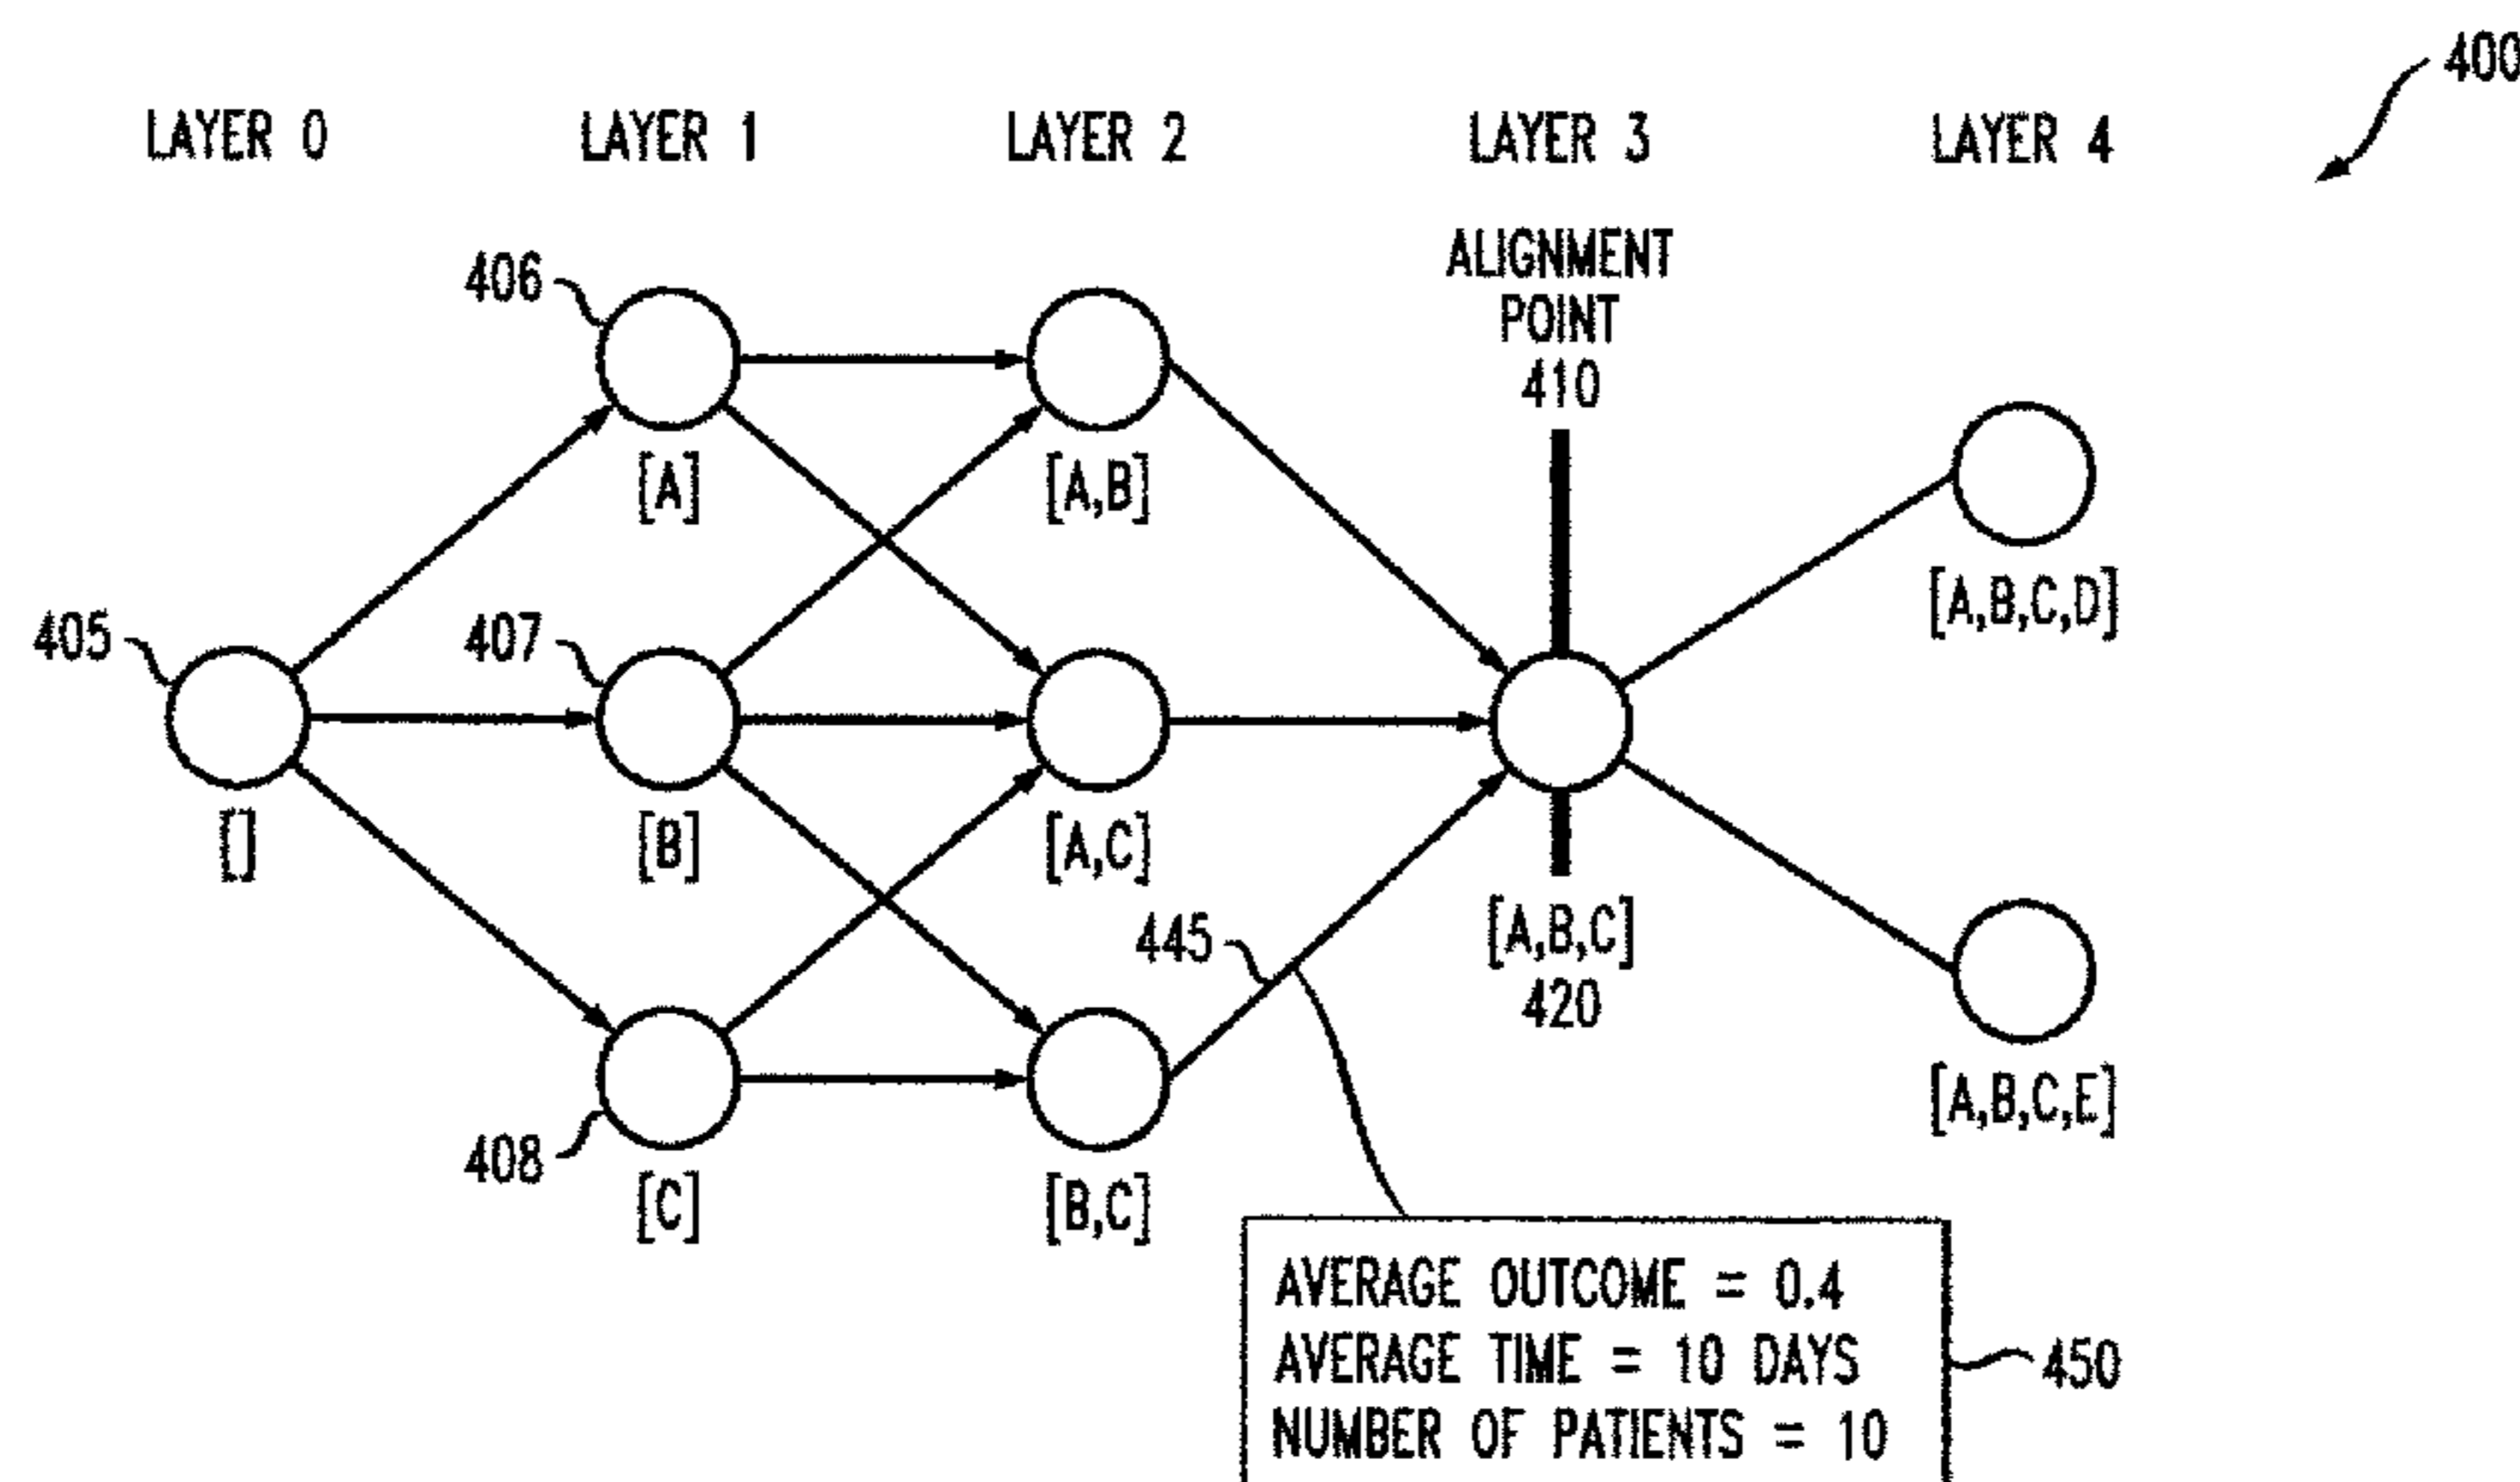 400
LAYER 0 LAYER 1 LAYER 2 LAYER 3 LAYER 4
ALIGNMENT
POINT
410
406
[A]
[A,B]
[A,B,C,D]
405
407
[]
[B]
[A,C]
445
[A,B,C]
420
408
[C]
[B,C]
[A,B,C,E]
AVERAGE OUTCOME = 0.4
AVERAGE TIME = 10 DAYS
NUMBER OF PATIENTS = 10
450